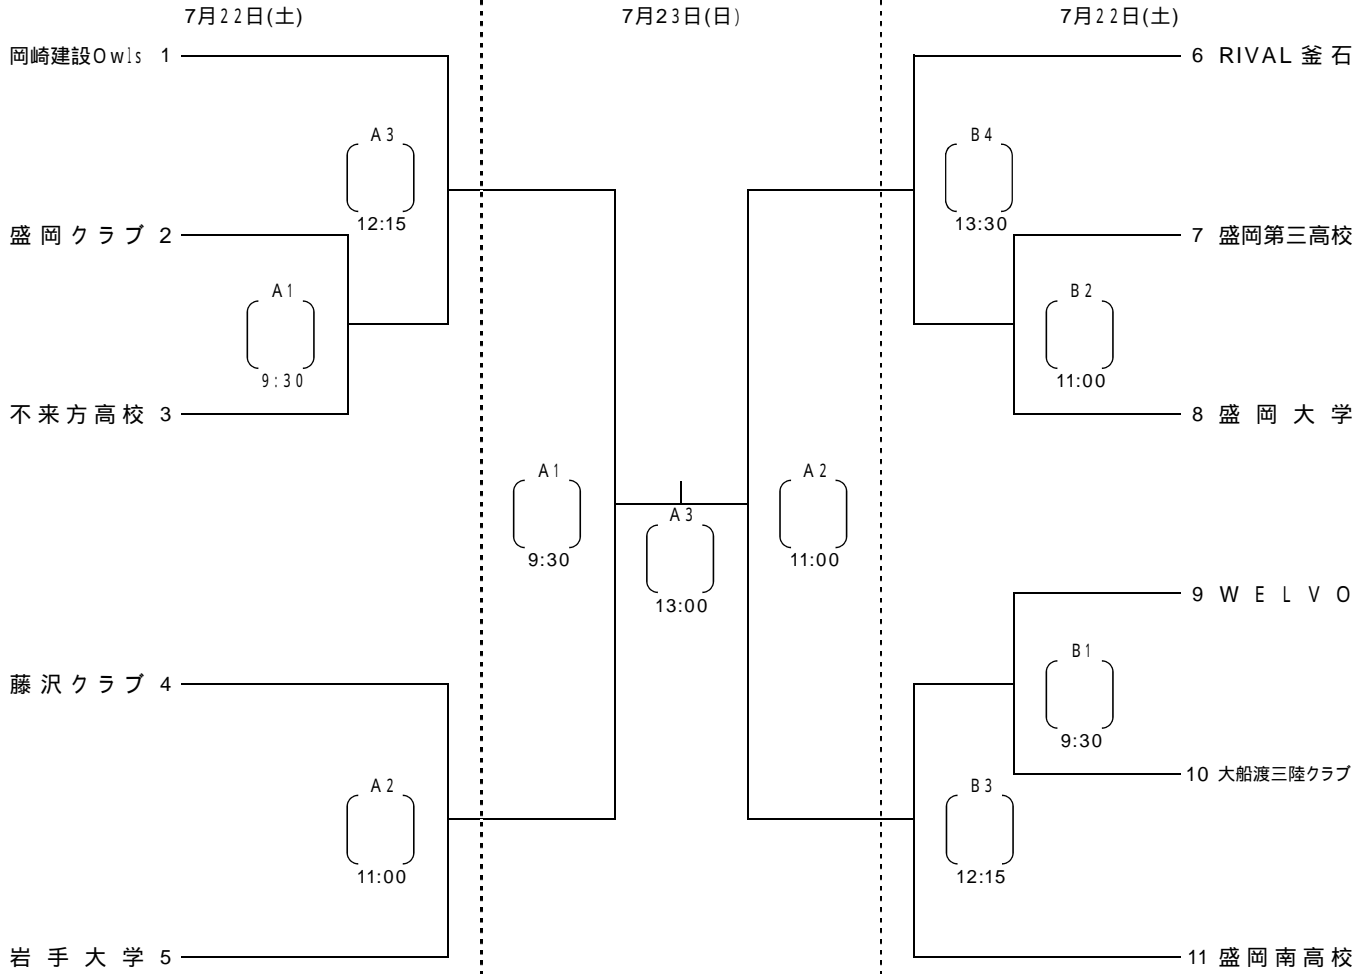 7月22日(土) 7月23日(日) 7月22日(土)
岡崎建設Owls 1
6 RIVAL釜石
A3
12:15
B4
13:30
盛岡クラブ 2
7 盛岡第三高校
A1
9:30
B2
11:00
不来方高校 3
8 盛岡大学
A1
9:30
A2
11:00
A3
13:00
9 WELVO
B1
9:30
藤沢クラブ 4
10 大船渡三陸クラブ
A2
11:00
B3
12:15
岩手大学 5
11 盛岡南高校